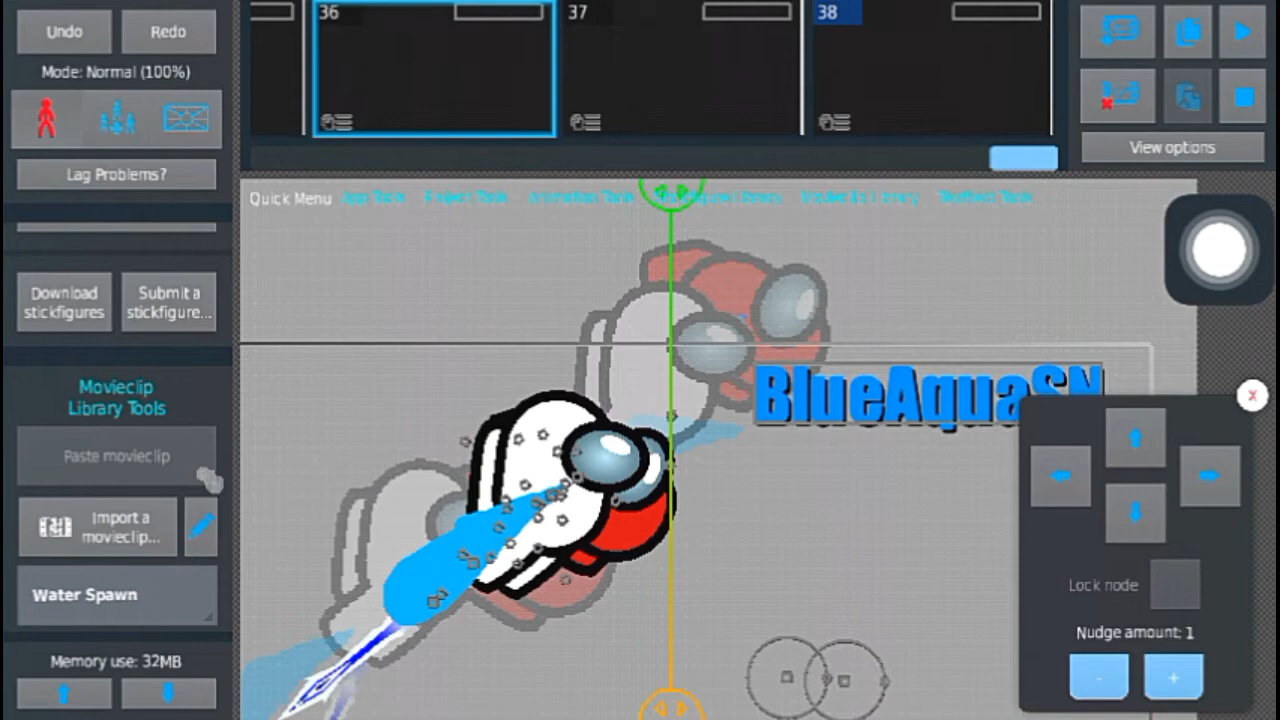 Undo
Redo
Mode: Normal (100%)
Lag Problems?
Download
stickfigures
Submit a
stickfigure...
Movieclip
Library Tools
Paste movieclip
Import a
movieclip...
Water Spawn
Memory use: 32MB
36
37
38
View options
Quick Menu
App Tools
Project Tools
Animation Tools
Library
Library
Tools
BlueAquaSN
Lock node
Nudge amount: 1
-
+
x